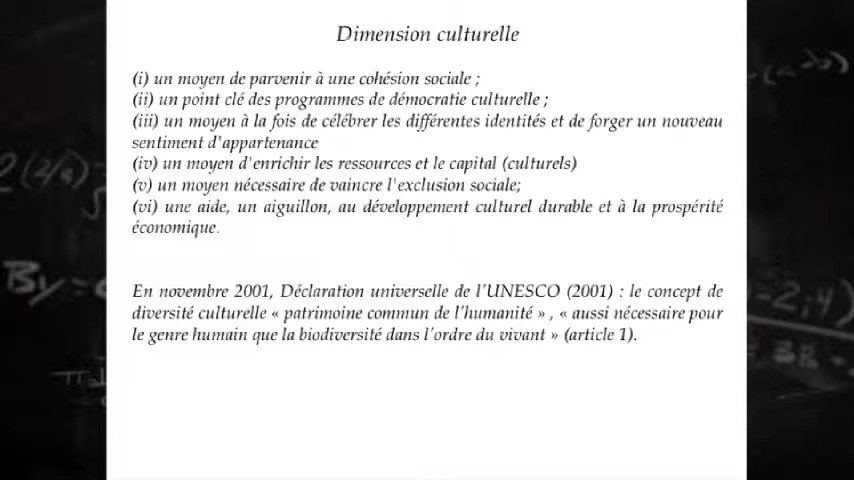 Dimension culturelle
(i) un moyen de parvenir à une cohésion sociale ;
(ii) un point clé des programmes de démocratie culturelle ;
(iii) un moyen à la fois de célébrer les différentes identités et de forger un nouveau
sentiment d'appartenance
(iv) un moyen d'enrichir les ressources et le capital (culturels)
(v) un moyen nécessaire de vaincre l'exclusion sociale;
(vi) une aide, un aiguillon, au développement culturel durable et à la prospérité
économique.
En novembre 2001, Déclaration universelle de l'UNESCO (2001) : le concept de
diversité culturelle « patrimoine commun de l'humanité » , « aussi nécessaire pour
le genre humain que la biodiversité dans l'ordre du vivant » (article 1).
By =